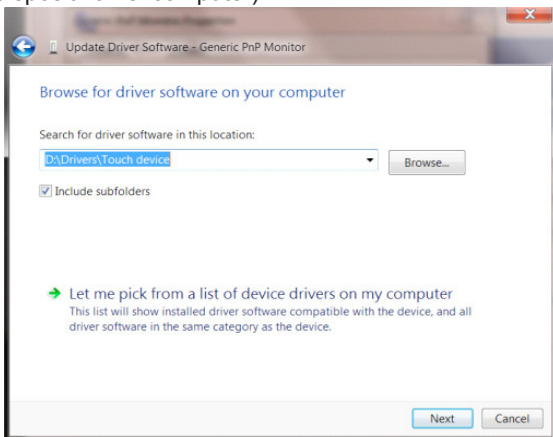 Update Driver Software - Generic PnP Monitor
Browse for driver software on your computer
Search for driver software in this location:
D:\Drivers\Touch device
Browse...
Include subfolders
Let me pick from a list of device drivers on my computer
This list will show installed driver software compatible with the device, and all
driver software in the same category as the device.
Next
Cancel